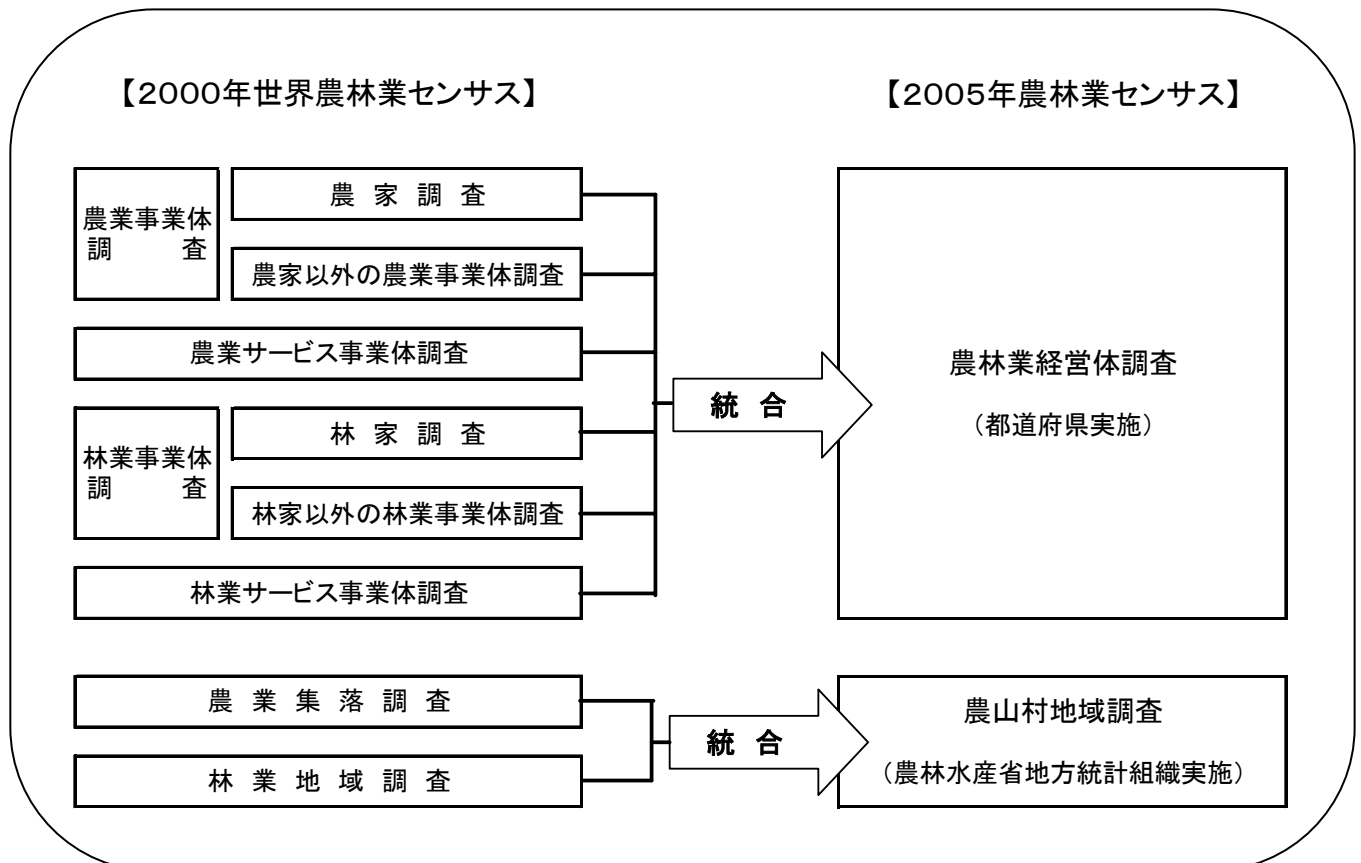 【2000年世界農林業センサス】
【2005年農林業センサス】
農業事業体
調　　査
農 家 調 査
農家以外の農業事業体調査
農業サービス事業体調査
林業事業体
調　　査
林 家 調 査
林家以外の林業事業体調査
林業サービス事業体調査
統 合
農林業経営体調査
（都道府県実施）
農 業 集 落 調 査
林 業 地 域 調 査
統 合
農山村地域調査
（農林水産省地方統計組織実施）